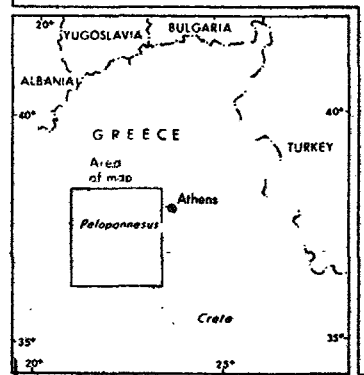 20°
YUGOSLAVIA
BULGARIA
ALBANIA
40°
40°
GREECE
TURKEY
Area
of map
Athens
Peloponnesus
Crete
35°
35°
20°
25°